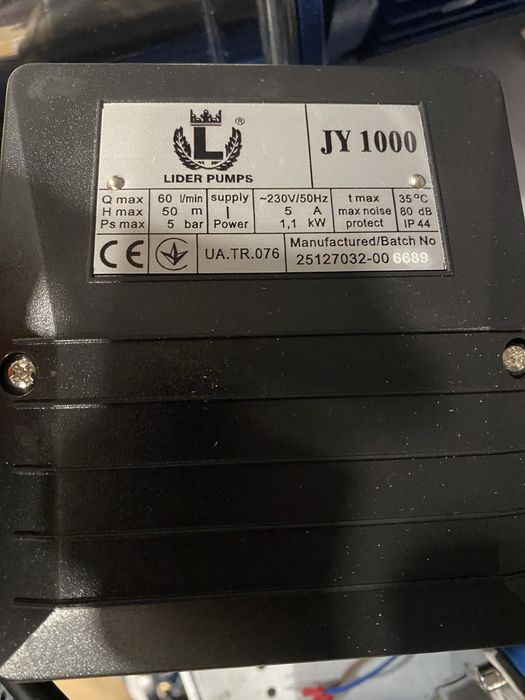 L ®
LIDER PUMPS
JY 1000
Q max 60 l/min supply ~230V/50Hz t max 35°C
H max 50 m I 5 A max noise 80 dB
Ps max 5 bar Power 1,1 kW protect IP 44
CE UA.TR.076 Manufactured/Batch No
25127032-00 6689